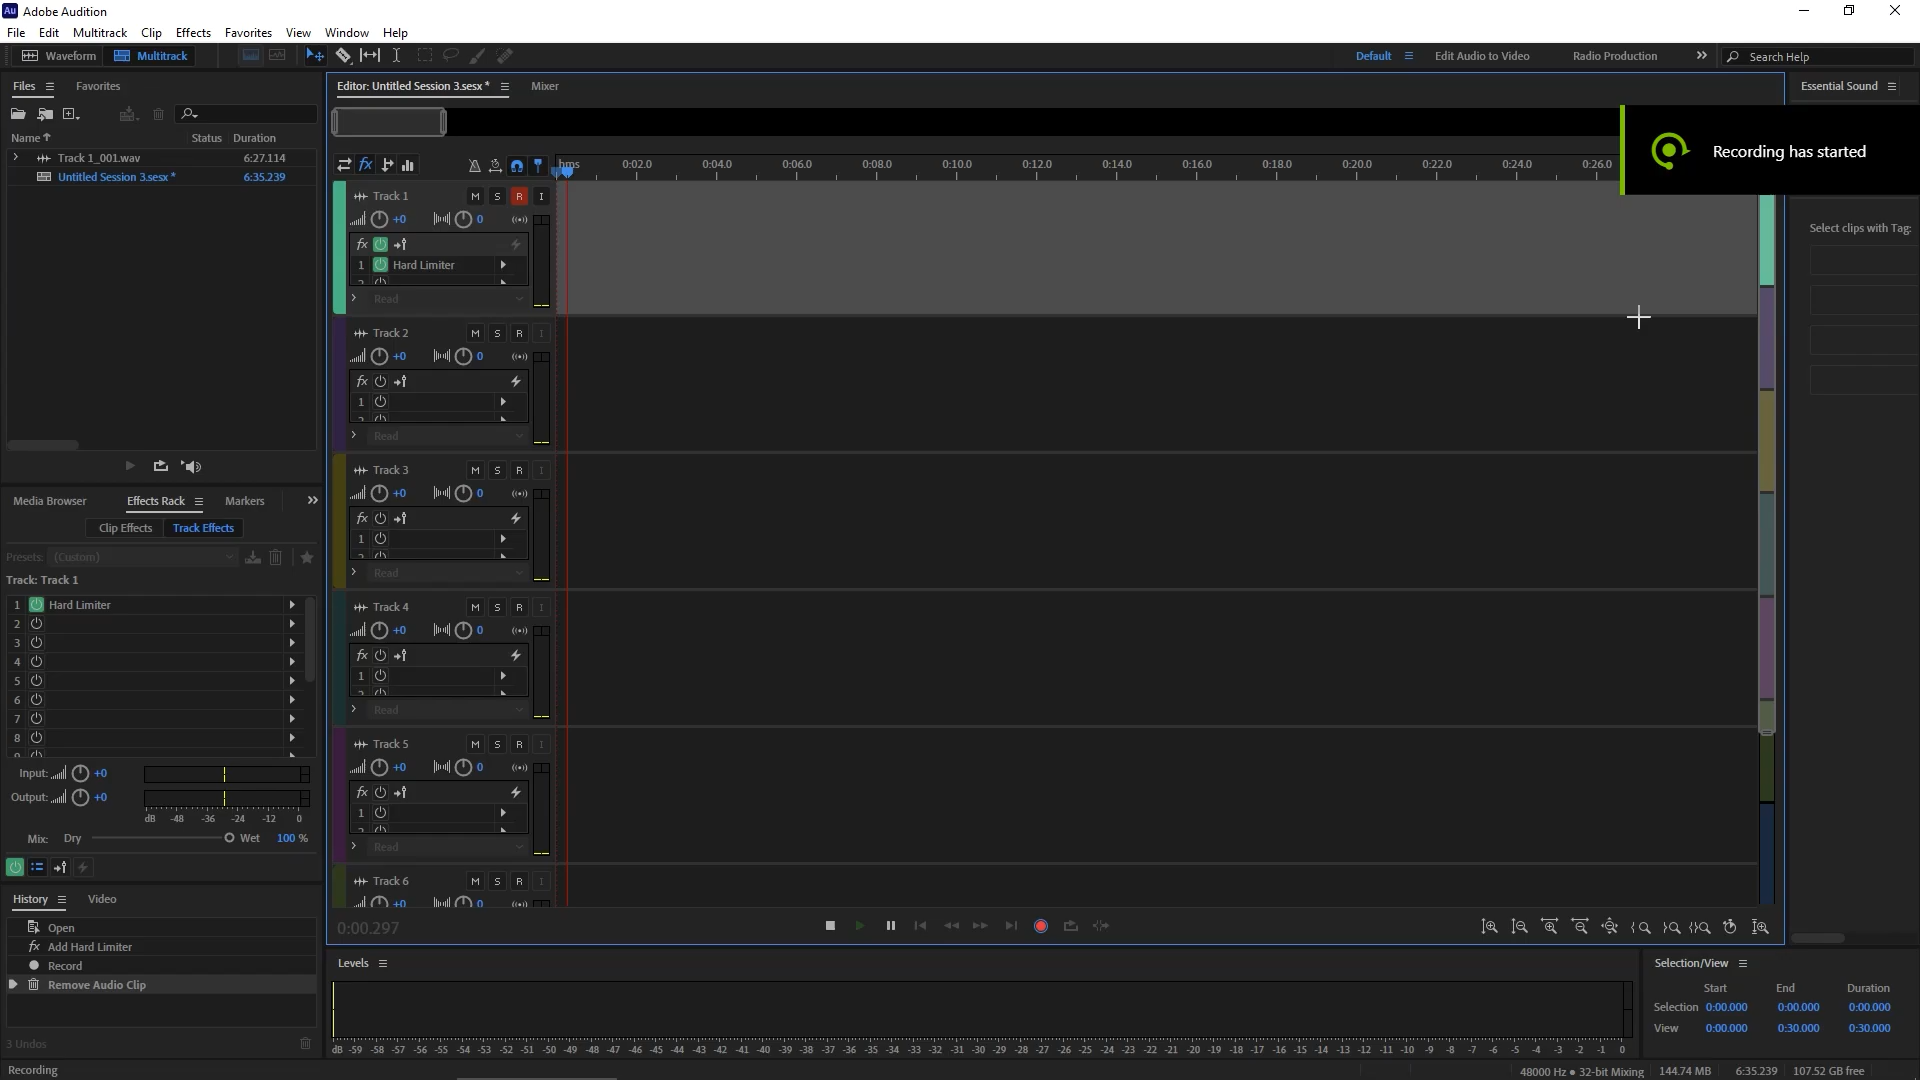 Au Adobe Audition
File Edit Multitrack Clip Effects Favorites View Window Help
Waveform Multitrack Default Edit Audio to Video Radio Production Search Help
Files Favorites
Name Status Duration
Track 1_001.wav 6:27.114
Untitled Session 3.sesx * 6:35.239
Media Browser Effects Rack Markers
Clip Effects Track Effects
Presets: (Custom)
Track: Track 1
1 Hard Limiter
2
3
4
5
6
7
8
Input: +0
Output: +0
dB -48 -36 -24 -12 0
Mix: Dry Wet 100 %
History Video
Open
fx Add Hard Limiter
Record
Remove Audio Clip
3 Undos
Recording
Editor: Untitled Session 3.sesx * Mixer
fx hms 0:02.0 0:04.0 0:06.0 0:08.0 0:10.0 0:12.0 0:14.0 0:16.0 0:18.0 0:20.0 0:22.0 0:24.0 0:26.0
Track 1 M S R I
+0 0
fx
1 Hard Limiter
Read
Track 2 M S R I
+0 0
fx
1
Read
Track 3 M S R I
+0 0
fx
1
Read
Track 4 M S R I
+0 0
fx
1
Read
Track 5 M S R I
+0 0
fx
1
Read
Track 6 M S R I
+0 0
0:00.297
Levels
dB -59 -58 -57 -56 -55 -54 -53 -52 -51 -50 -49 -48 -47 -46 -45 -44 -43 -42 -41 -40 -39 -38 -37 -36 -35 -34 -33 -32 -31 -30 -29 -28 -27 -26 -25 -24 -23 -22 -21 -20 -19 -18 -17 -16 -15 -14 -13 -12 -11 -10 -9 -8 -7 -6 -5 -4 -3 -2 -1 0
Essential Sound
Recording has started
Select clips with Tag:
Selection/View
Start End Duration
Selection 0:00.000 0:00.000 0:00.000
View 0:00.000 0:30.000 0:30.000
48000 Hz ● 32-bit Mixing 144.74 MB 6:35.239 107.52 GB free